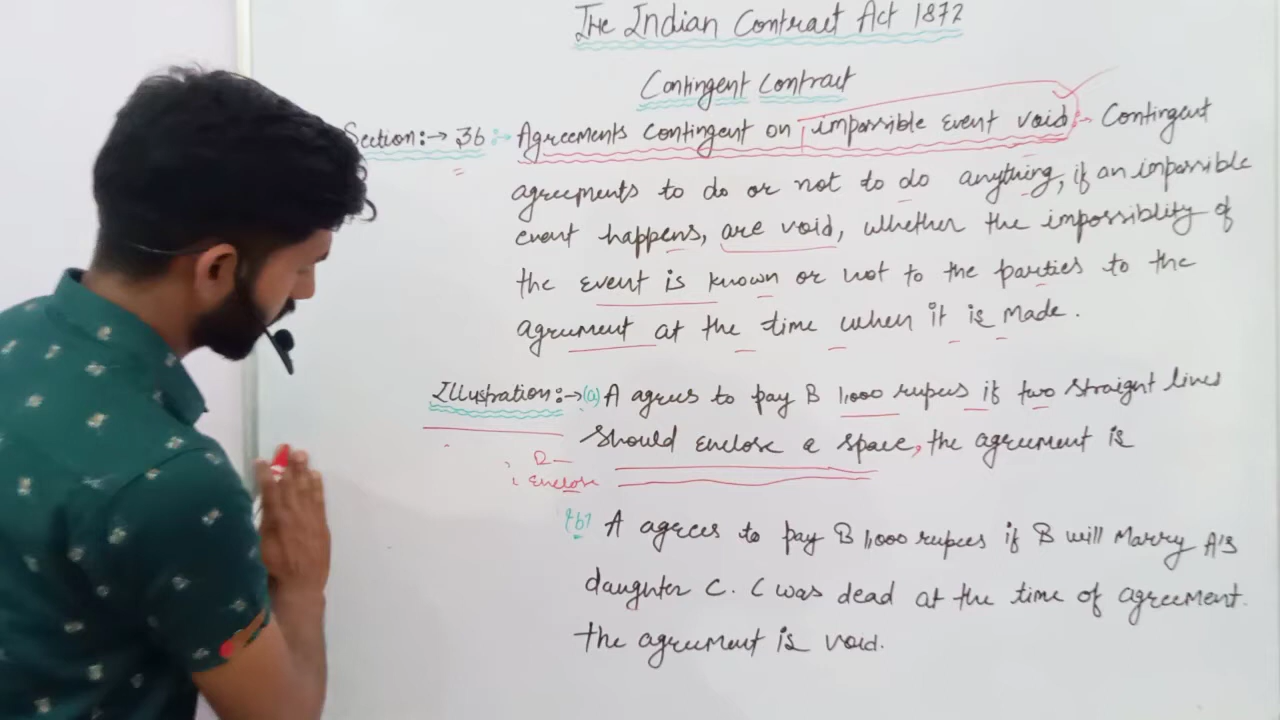 The Indian Contract Act 1872
Contingent Contract
Section:→ 36 :→ Agreements contingent on impossible event void :→ Contingent
agreements to do or not to do anything, if an impossible
event happens, are void, whether the impossiblity of
the event is known or not to the parties to the
agreement at the time when it is made.
Illustration:→ (a) A agrees to pay B 1,000 rupees if two straight lines
should enclose a space, the agreement is
Enclose
(b) A agrees to pay B 1,000 rupees if B will marry A's
daughter C. C was dead at the time of agreement.
the agreement is void.